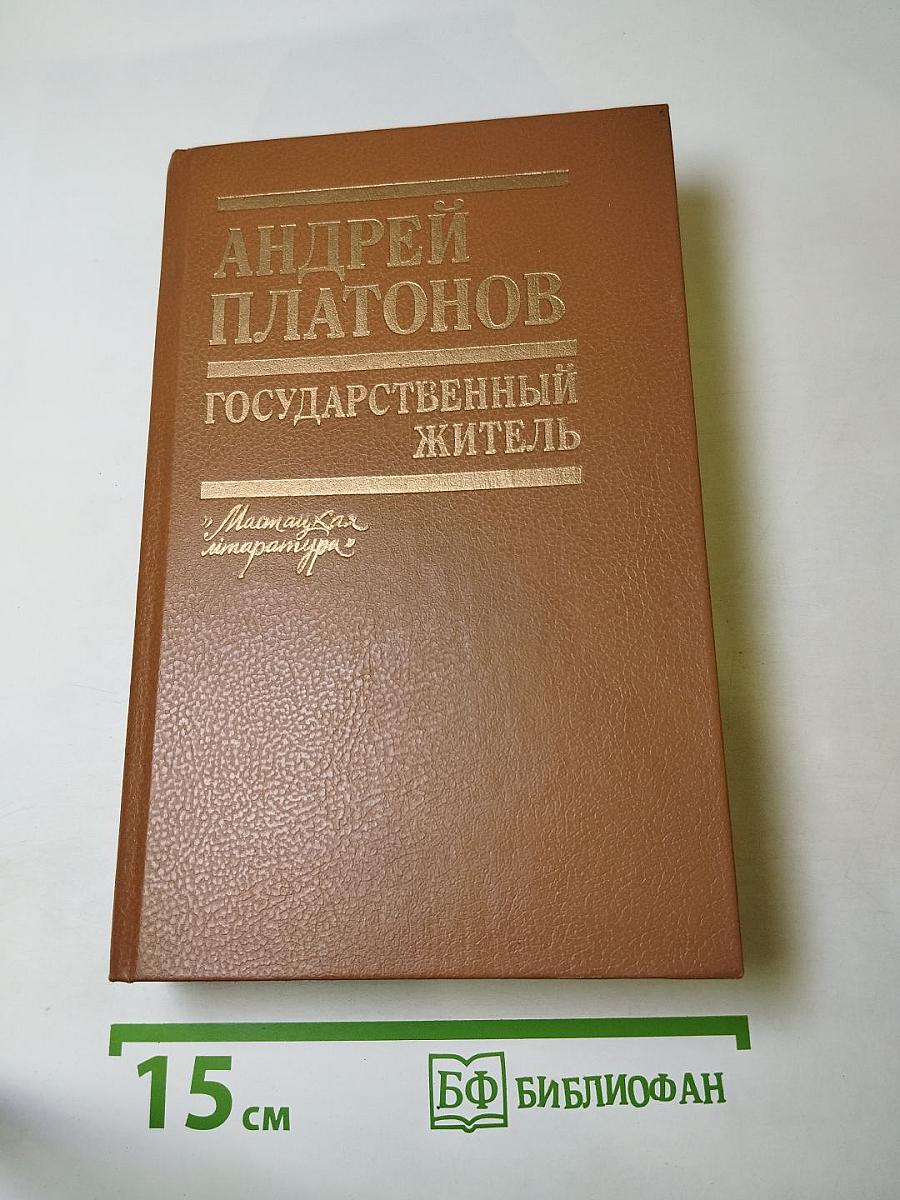 АНДРЕЙ
ПЛАТОНОВ
ГОСУДАРСТВЕННЫЙ
ЖИТЕЛЬ
„Мастацкая
літаратура"
15 см
БФ БИБЛИОФАН